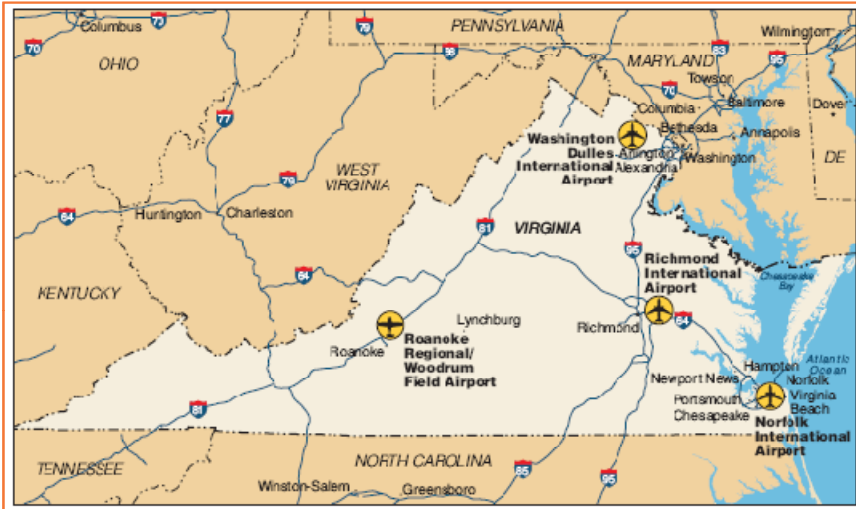 Columbus
73
70
OHIO
79
PENNSYLVANIA
68
MARYLAND
83
95
Wilmington
Towson
70
Columbia
Baltimore
Dover
Bethesda
Annapolis
DE
Washington
Arlington
Alexandria
Washington
Dulles
International
Airport
77
WEST
VIRGINIA
79
64
Huntington
Charleston
81
VIRGINIA
95
Richmond
International
Airport
Chesapeake
Bay
64
KENTUCKY
Lynchburg
Richmond
64
Roanoke
Roanoke
Regional/
Woodrum
Field Airport
Atlantic
Ocean
Hampton
Newport News
Norfolk
Portsmouth
Virginia
Beach
Chesapeake
Norfolk
International
Airport
81
TENNESSEE
NORTH CAROLINA
85
95
Winston-Salem
Greensboro